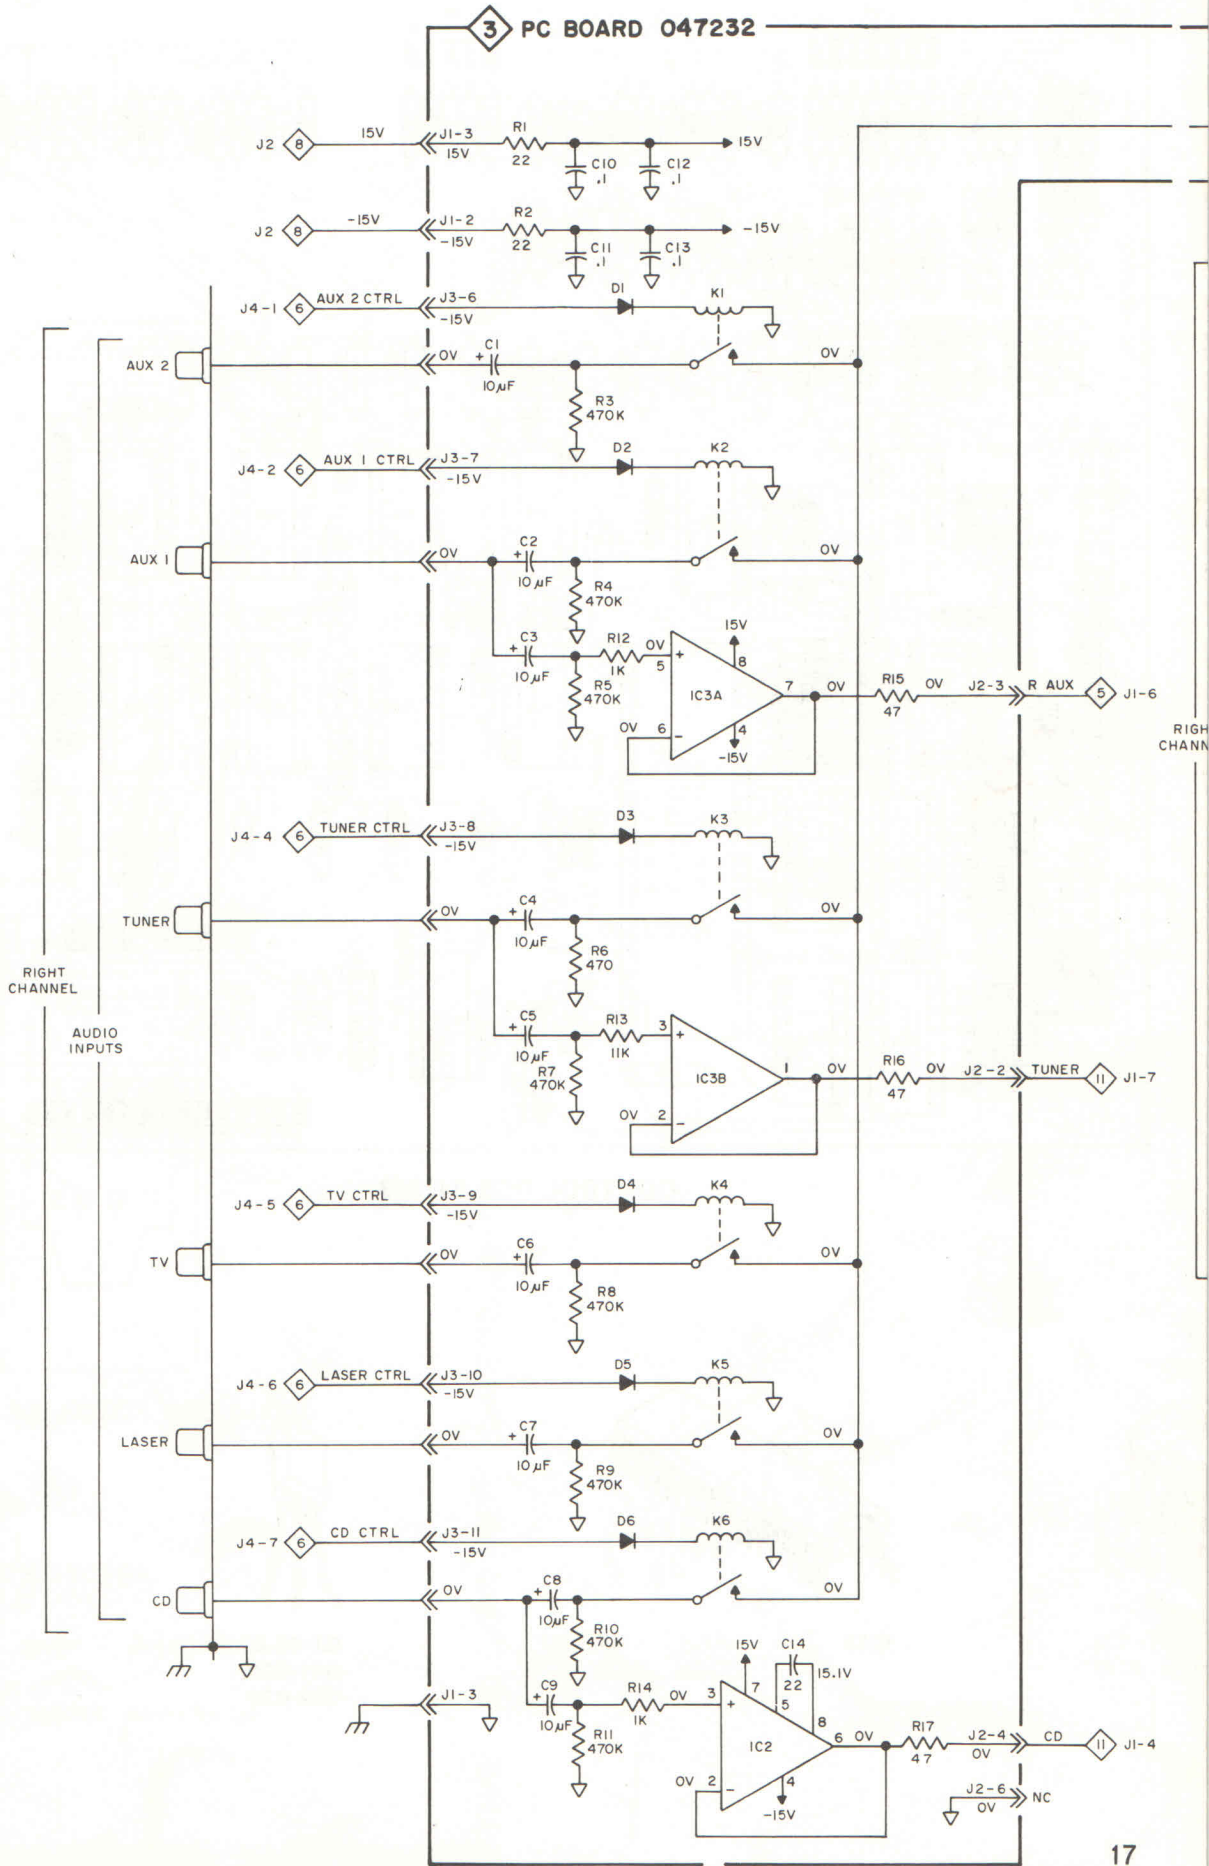 3 PC BOARD 047232
J2 8 15V J1-3 15V R1 22 C10 .1 C12 .1 15V
J2 8 -15V J1-2 -15V R2 22 C11 .1 C13 .1 -15V
J4-1 6 AUX 2 CTRL J3-6 -15V D1 K1
AUX 2 0V + C1 10µF R3 470K 0V
J4-2 6 AUX 1 CTRL J3-7 -15V D2 K2
AUX 1 0V + C2 10µF R4 470K 0V
+ C3 10µF R5 470K R12 1K 0V 5 + 15V 8 IC3A 7 0V R15 47 0V J2-3 R AUX 5 J1-6
0V 6 - 4 -15V
RIGH
CHANN
J4-4 6 TUNER CTRL J3-8 -15V D3 K3
TUNER 0V + C4 10µF R6 470 0V
RIGHT
CHANNEL
AUDIO
INPUTS
+ C5 10µF R7 470K R13 11K 3 + IC3B 1 0V R16 47 0V J2-2 TUNER 11 J1-7
0V 2 -
J4-5 6 TV CTRL J3-9 -15V D4 K4
TV 0V + C6 10µF R8 470K 0V
J4-6 6 LASER CTRL J3-10 -15V D5 K5
LASER 0V + C7 10µF R9 470K 0V
J4-7 6 CD CTRL J3-11 -15V D6 K6
CD 0V + C8 10µF R10 470K 0V
J1-3
+ C9 10µF R11 470K R14 1K 0V 3 + 15V 7 C14 22 15.1V 5 8 IC2 6 0V R17 47 J2-4 0V CD 11 J1-4
0V 2 - 4 -15V
J2-6 0V NC
17